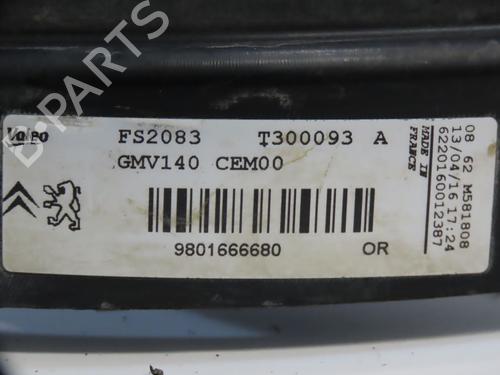 Valeo
FS2083 T300093 A
GMV140 CEM00
9801666680 OR
MADE IN
FRANCE
08 62 M581808
13/04/16 17:24
6220160012387
B-PARTS